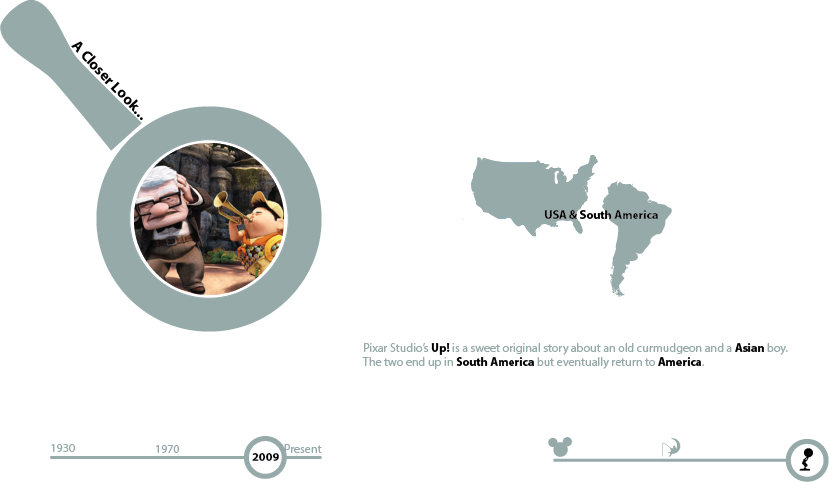 A Closer Look...
USA & South America
Pixar Studio's Up! is a sweet original story about an old curmudgeon and a Asian boy.
The two end up in South America but eventually return to America.
1930
1970
2009
Present